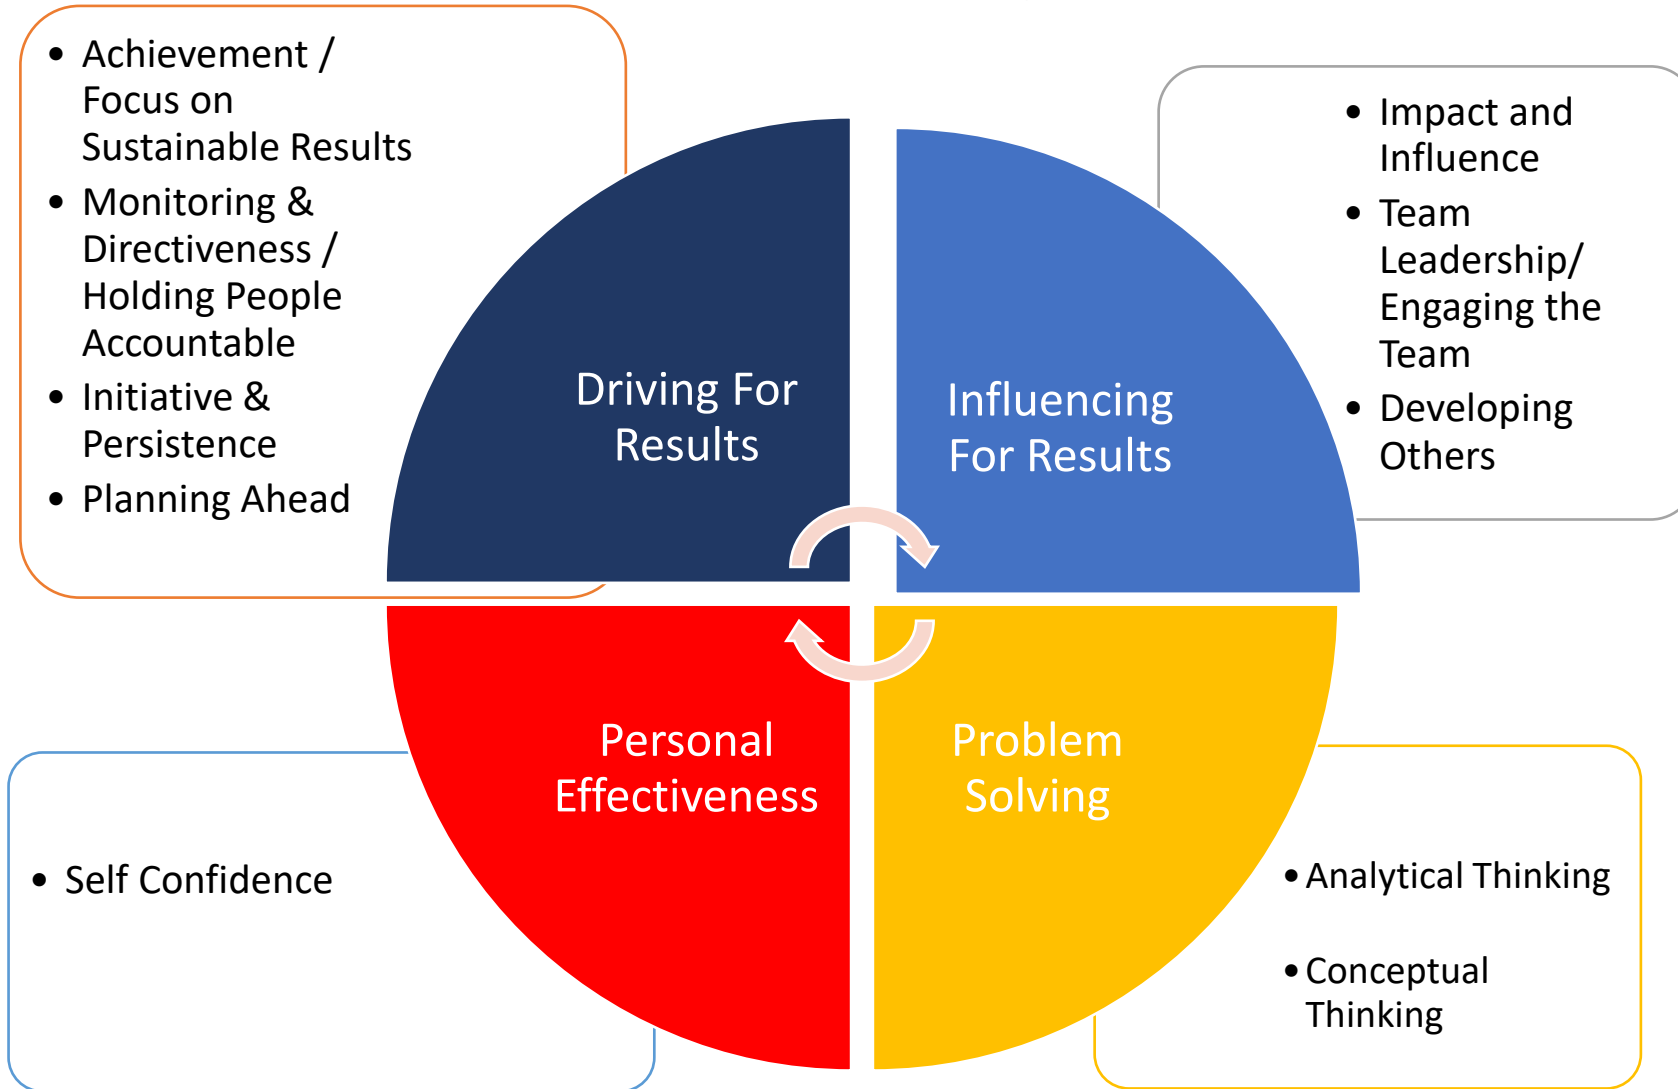 • Achievement /
Focus on
Sustainable Results
• Monitoring &
Directiveness /
Holding People
Accountable
• Initiative &
Persistence
• Planning Ahead
Driving For
Results
Influencing
For Results
• Impact and
Influence
• Team
Leadership/
Engaging the
Team
• Developing
Others
• Self Confidence
Personal
Effectiveness
Problem
Solving
• Analytical Thinking
• Conceptual
Thinking